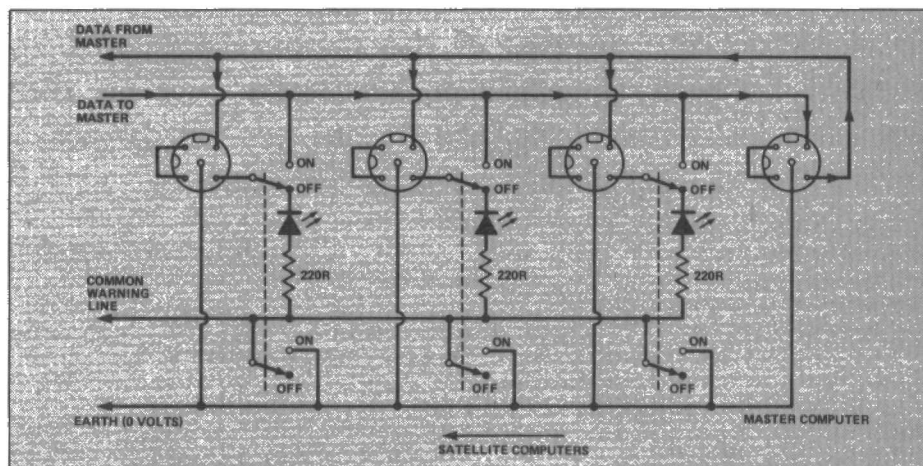 DATA FROM
MASTER
DATA TO
MASTER
ON
OFF
ON
OFF
ON
OFF
220R
220R
220R
COMMON
WARNING
LINE
ON
OFF
ON
OFF
ON
OFF
EARTH (0 VOLTS)
MASTER COMPUTER
SATELLITE COMPUTERS